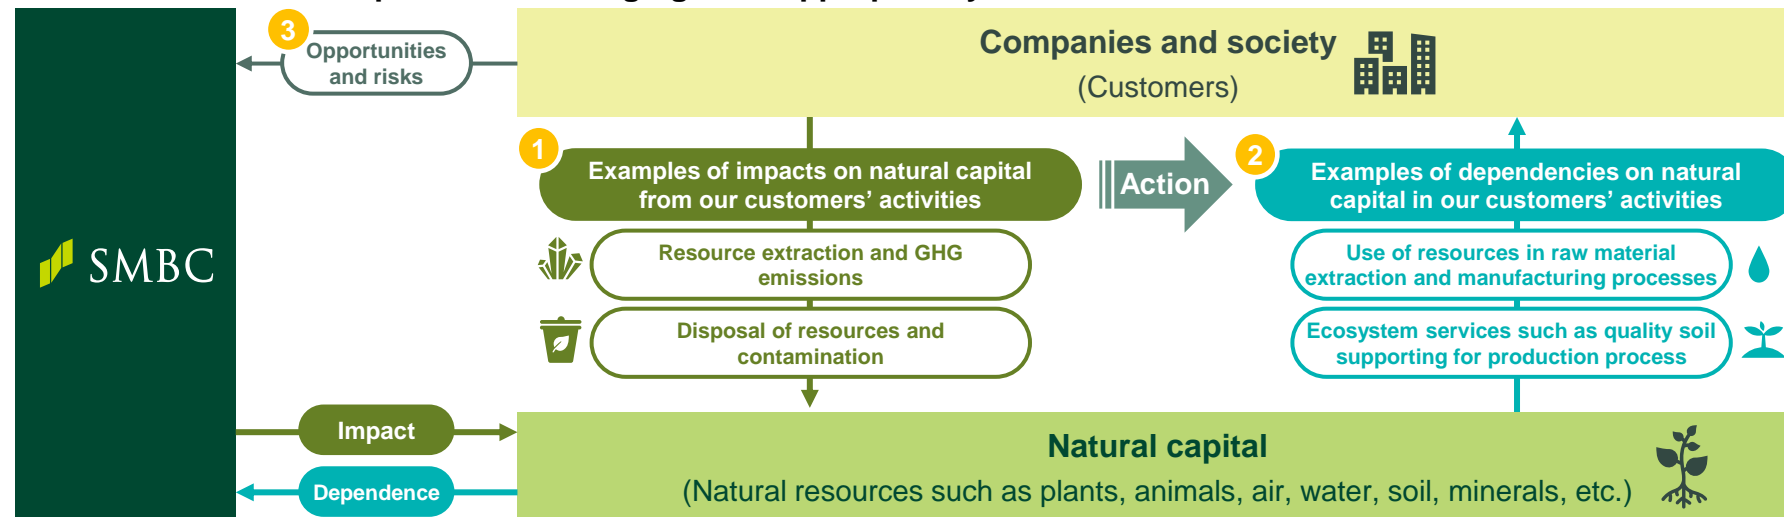 3
Opportunities
and risks
Companies and society
(Customers)
1
Examples of impacts on natural capital
from our customers' activities
Action
2
Examples of dependencies on natural
capital in our customers' activities
SMBC
Resource extraction and GHG
emissions
Use of resources in raw material
extraction and manufacturing processes
Disposal of resources and
contamination
Ecosystem services such as quality soil
supporting for production process
Impact
Dependence
Natural capital
(Natural resources such as plants, animals, air, water, soil, minerals, etc.)